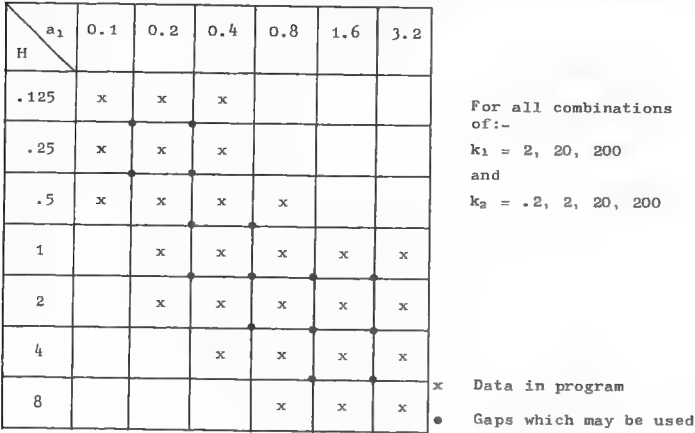 a₁ 0.1 0.2 0.4 0.8 1.6 3.2
H
.125 x x x
.25 x x x
.5 x x x x
1 x x x x x
2 x x x x x
4 x x x x
8 x x x
For all combinations
of:-
k₁ = 2, 20, 200
and
k₂ = .2, 2, 20, 200
x Data in program
• Gaps which may be used